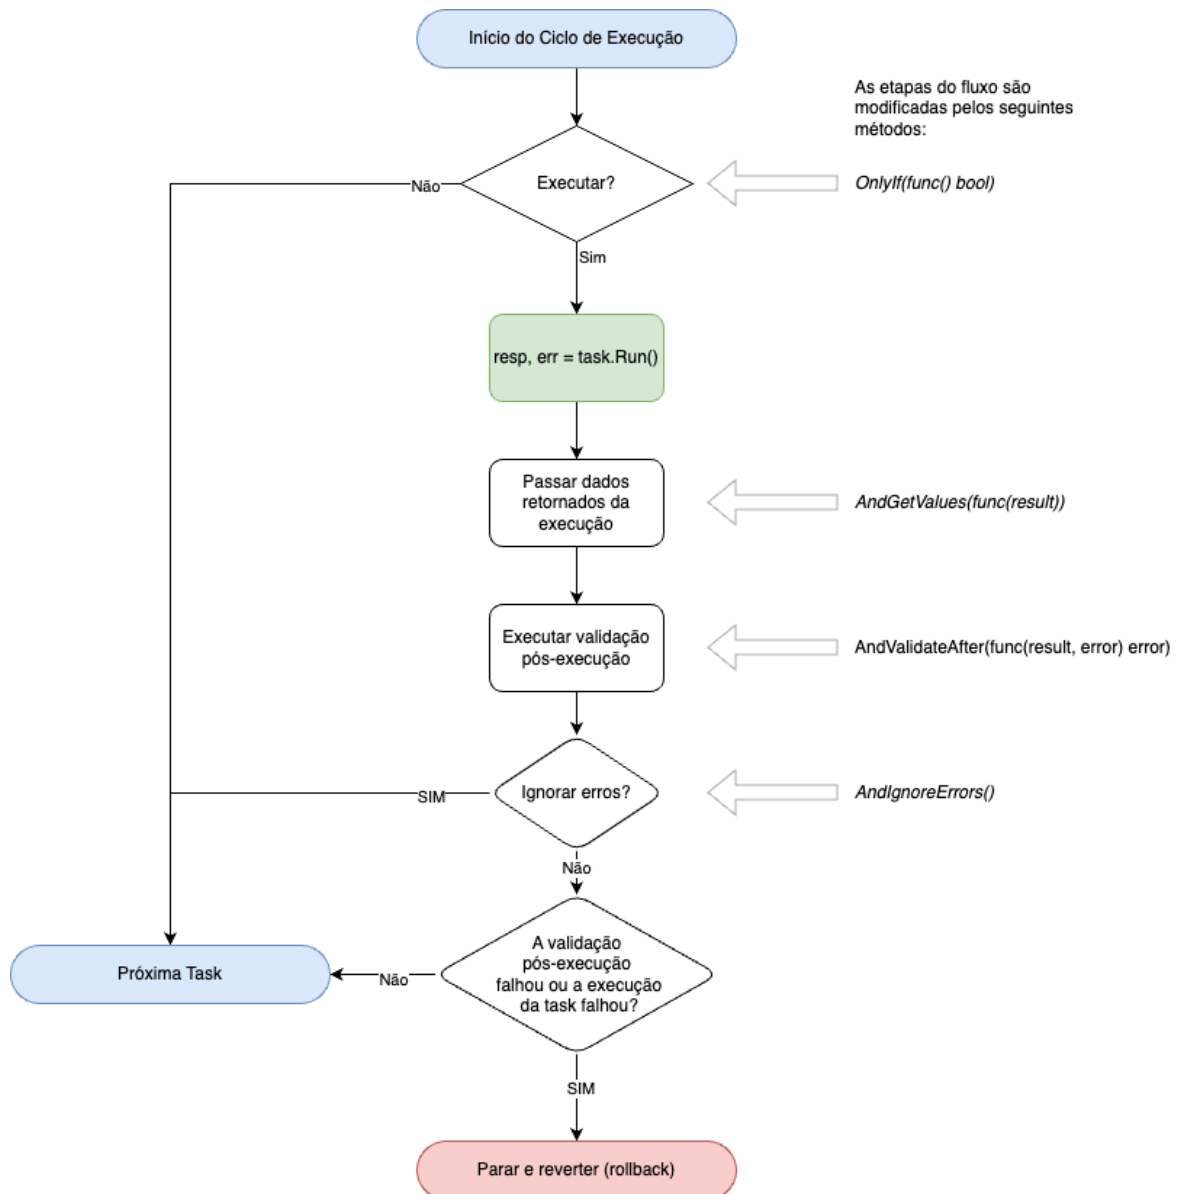 Início do Ciclo de Execução
As etapas do fluxo são
modificadas pelos seguintes
métodos:
Executar?
Não
OnlyIf(func() bool)
Sim
resp, err = task.Run()
Passar dados
retornados da
execução
AndGetValues(func(result))
Executar validação
pós-execução
AndValidateAfter(func(result, error) error)
Ignorar erros?
SIM
AndIgnoreErrors()
Não
A validação
pós-execução
falhou ou a execução
da task falhou?
Não
Próxima Task
SIM
Parar e reverter (rollback)